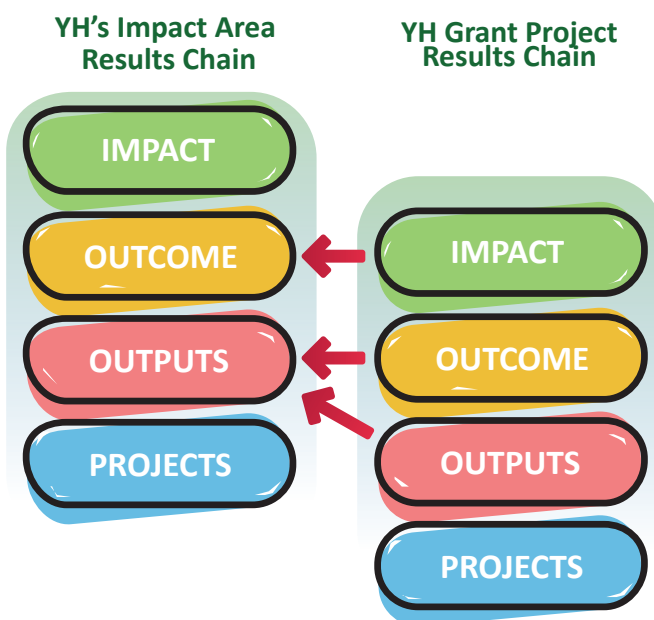 YH's Impact Area
Results Chain
IMPACT
OUTCOME
OUTPUTS
PROJECTS
YH Grant Project
Results Chain
IMPACT
OUTCOME
OUTPUTS
PROJECTS